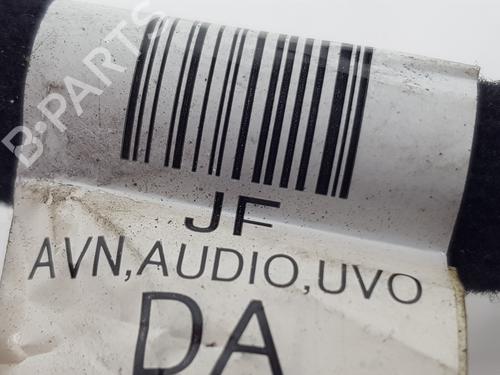 B-PARTS
JF
AVN,AUDIO,UVO
DA